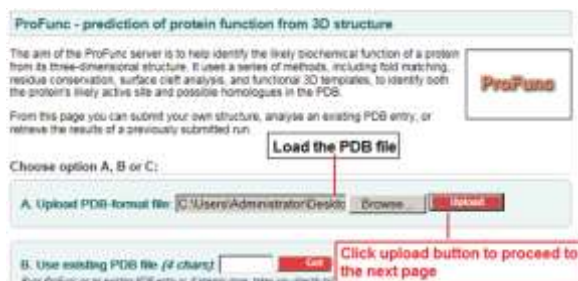 ProFunc - prediction of protein function from 3D structure
The aim of the ProFunc server is to help identify the likely biochemical function of a protein
from its three-dimensional structure. It uses a series of methods, including fold matching,
residue conservation, surface cleft analysis, and functional 3D templates, to identify both
the protein's likely active site and possible homologues in the PDB.
ProFunc
From this page you can submit your own structure, analyse an existing PDB entry, or
retrieve the results of a previously submitted run.
Load the PDB file
Choose option A, B or C:
A. Upload PDB-format file: C:\Users\Administrator\Deskto Browse... Upload
Click upload button to proceed to
the next page
B. Use existing PDB file (4 chars)